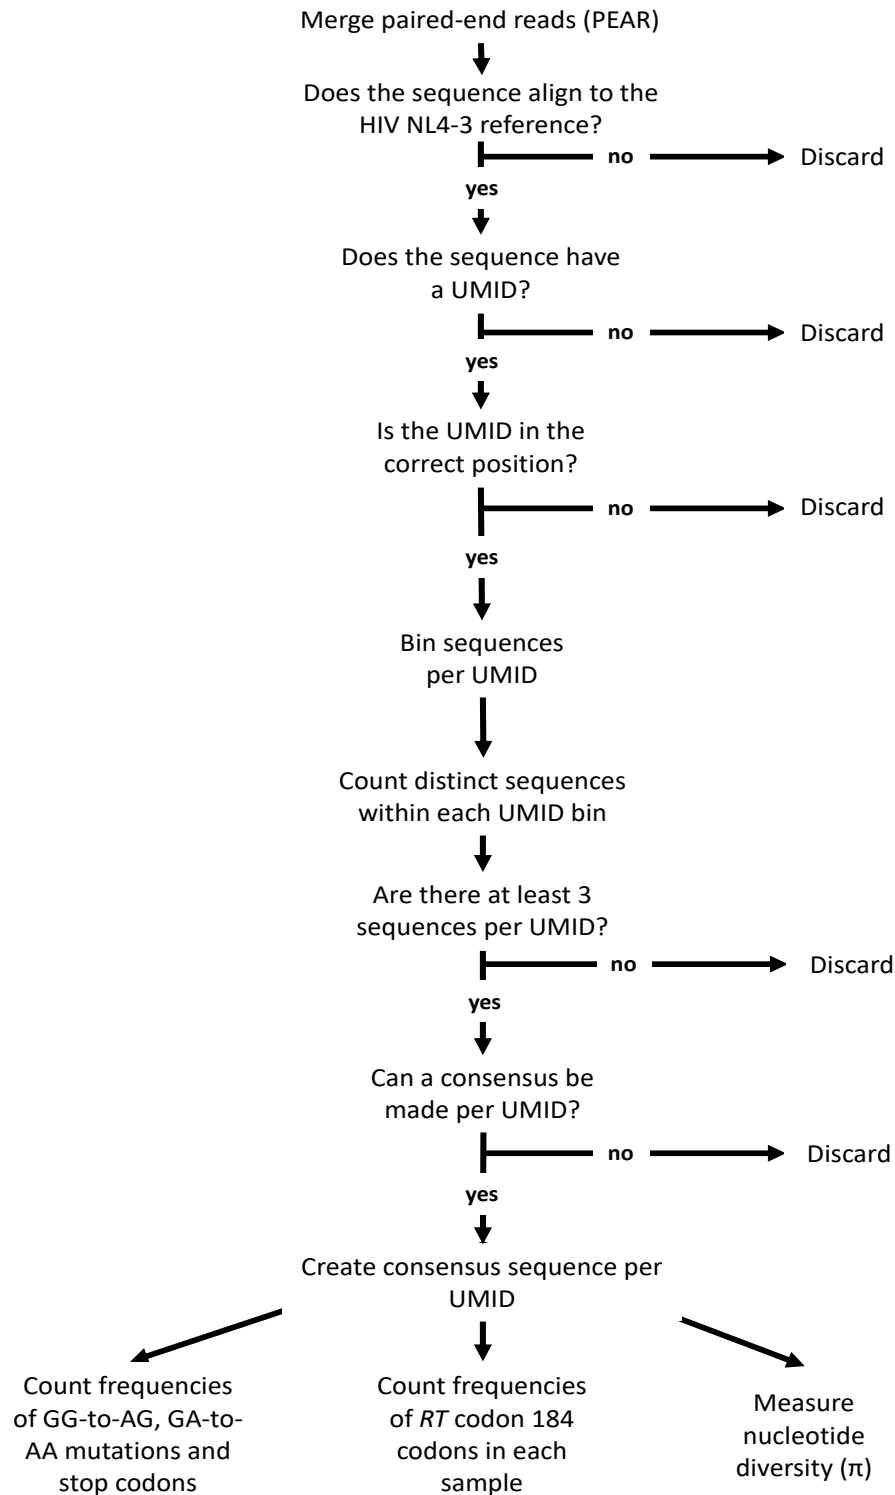 Merge paired-end reads (PEAR)
Does the sequence align to the
HIV NL4-3 reference?
no
Discard
yes
Does the sequence have
a UMID?
no
Discard
yes
Is the UMID in the
correct position?
no
Discard
yes
Bin sequences
per UMID
Count distinct sequences
within each UMID bin
Are there at least 3
sequences per UMID?
no
Discard
yes
Can a consensus be
made per UMID?
no
Discard
yes
Create consensus sequence per
UMID
Count frequencies
of GG-to-AG, GA-to-
AA mutations and
stop codons
Count frequencies
of RT codon 184
codons in each
sample
Measure
nucleotide
diversity (π)